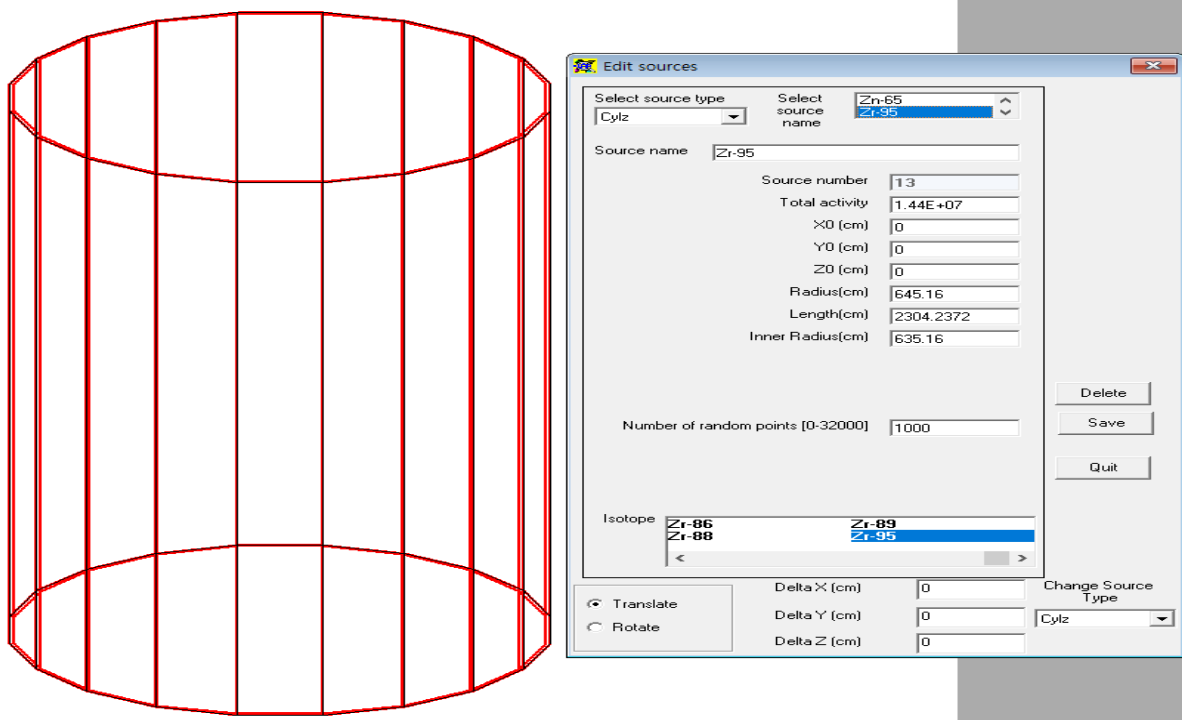 Edit sources
Select source type
Cylz
Select source name
Zn-65
Zr-95
Source name Zr-95
Source number 13
Total activity 1.44E+07
X0 (cm) 0
Y0 (cm) 0
Z0 (cm) 0
Radius(cm) 645.16
Length(cm) 2304.2372
Inner Radius(cm) 635.16
Delete
Number of random points [0-32000] 1000
Save
Quit
Isotope
Zr-86 Zr-89
Zr-88 Zr-95
Translate
Rotate
Delta X (cm) 0
Delta Y (cm) 0
Delta Z (cm) 0
Change Source
Type
Cylz